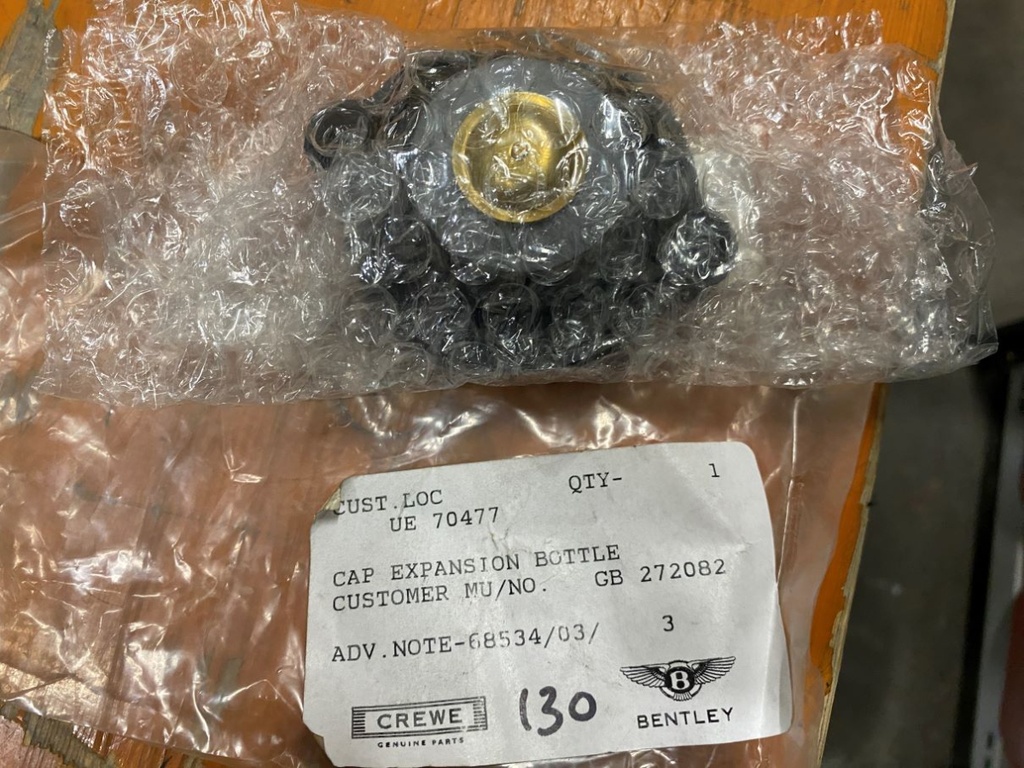 CUST.LOC QTY- 1
UE 70477
CAP EXPANSION BOTTLE
CUSTOMER MU/NO. GB 272082
ADV.NOTE-68534/03/ 3
CREWE
GENUINE PARTS
130
B
BENTLEY